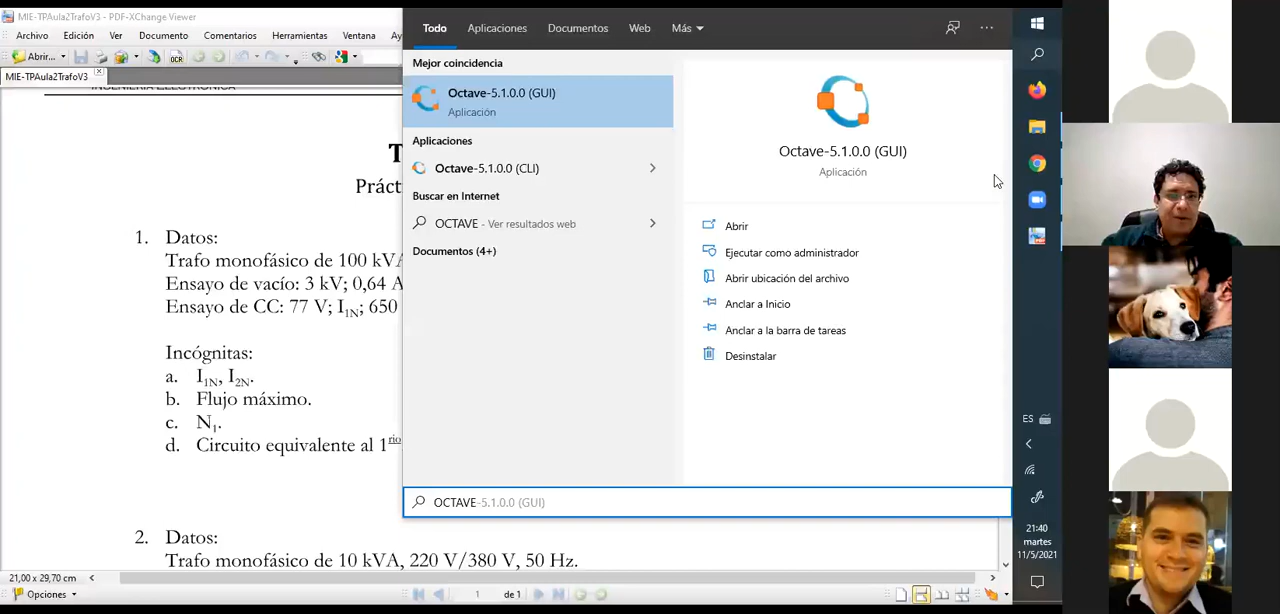 MIE-TPAula2TrafoV3 - PDF-XChange Viewer
Archivo Edición Ver Documento Comentarios Herramientas Ventana Ay
Abrir...
OCR
MIE-TPAula2TrafoV3 x
INGENIERÍA ELECTRÓNICA
T
Práct
1. Datos:
Trafo monofásico de 100 kVA
Ensayo de vacío: 3 kV; 0,64 A
Ensayo de CC: 77 V; I1N; 650
Incógnitas:
a. I1N, I2N.
b. Flujo máximo.
c. N1.
d. Circuito equivalente al 1rio
2. Datos:
Trafo monofásico de 10 kVA, 220 V/380 V, 50 Hz.
21,00 x 29,70 cm
Opciones
1 de 1
Todo Aplicaciones Documentos Web Más
Mejor coincidencia
Octave-5.1.0.0 (GUI)
Aplicación
Aplicaciones
Octave-5.1.0.0 (CLI)
Buscar en Internet
OCTAVE - Ver resultados web
Documentos (4+)
Octave-5.1.0.0 (GUI)
Aplicación
Abrir
Ejecutar como administrador
Abrir ubicación del archivo
Anclar a Inicio
Anclar a la barra de tareas
Desinstalar
OCTAVE-5.1.0.0 (GUI)
ES
21:40
martes
11/5/2021